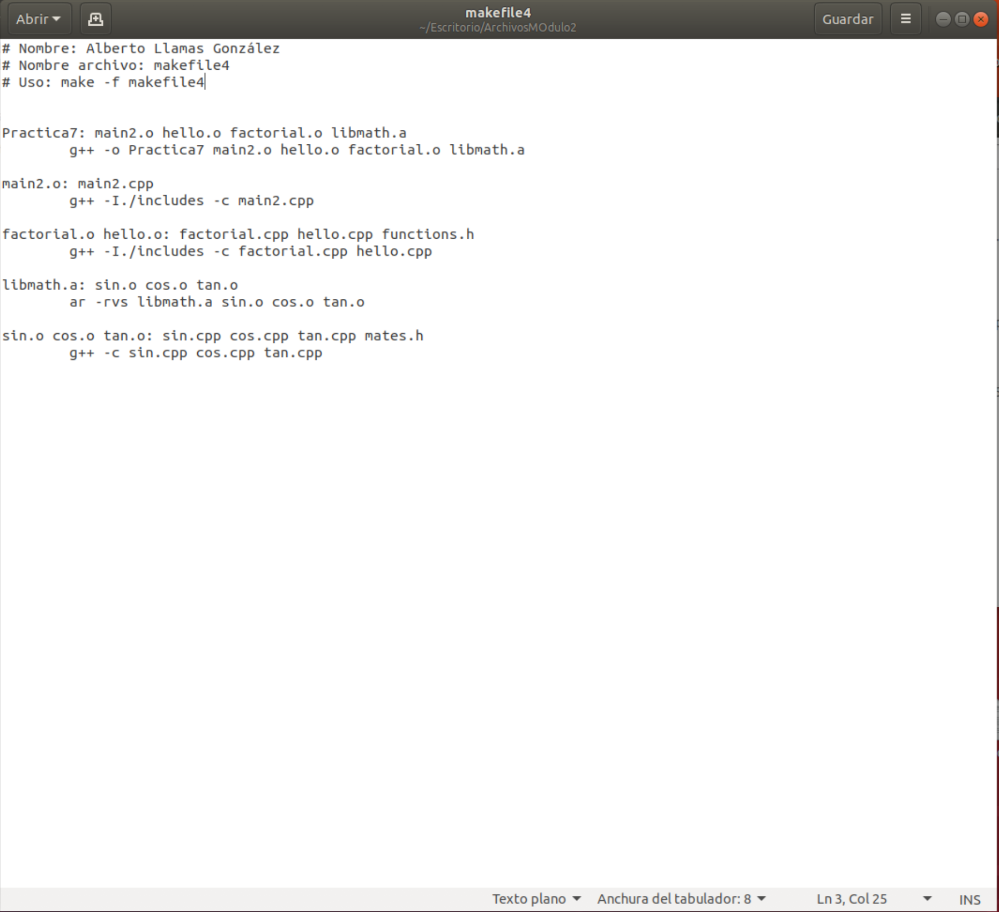 Abrir
makefile4
~/Escritorio/ArchivosMOdulo2
Guardar
# Nombre: Alberto Llamas González
# Nombre archivo: makefile4
# Uso: make -f makefile4
Practica7: main2.o hello.o factorial.o libmath.a
g++ -o Practica7 main2.o hello.o factorial.o libmath.a
main2.o: main2.cpp
g++ -I./includes -c main2.cpp
factorial.o hello.o: factorial.cpp hello.cpp functions.h
g++ -I./includes -c factorial.cpp hello.cpp
libmath.a: sin.o cos.o tan.o
ar -rvs libmath.a sin.o cos.o tan.o
sin.o cos.o tan.o: sin.cpp cos.cpp tan.cpp mates.h
g++ -c sin.cpp cos.cpp tan.cpp
Texto plano Anchura del tabulador: 8 Ln 3, Col 25 INS